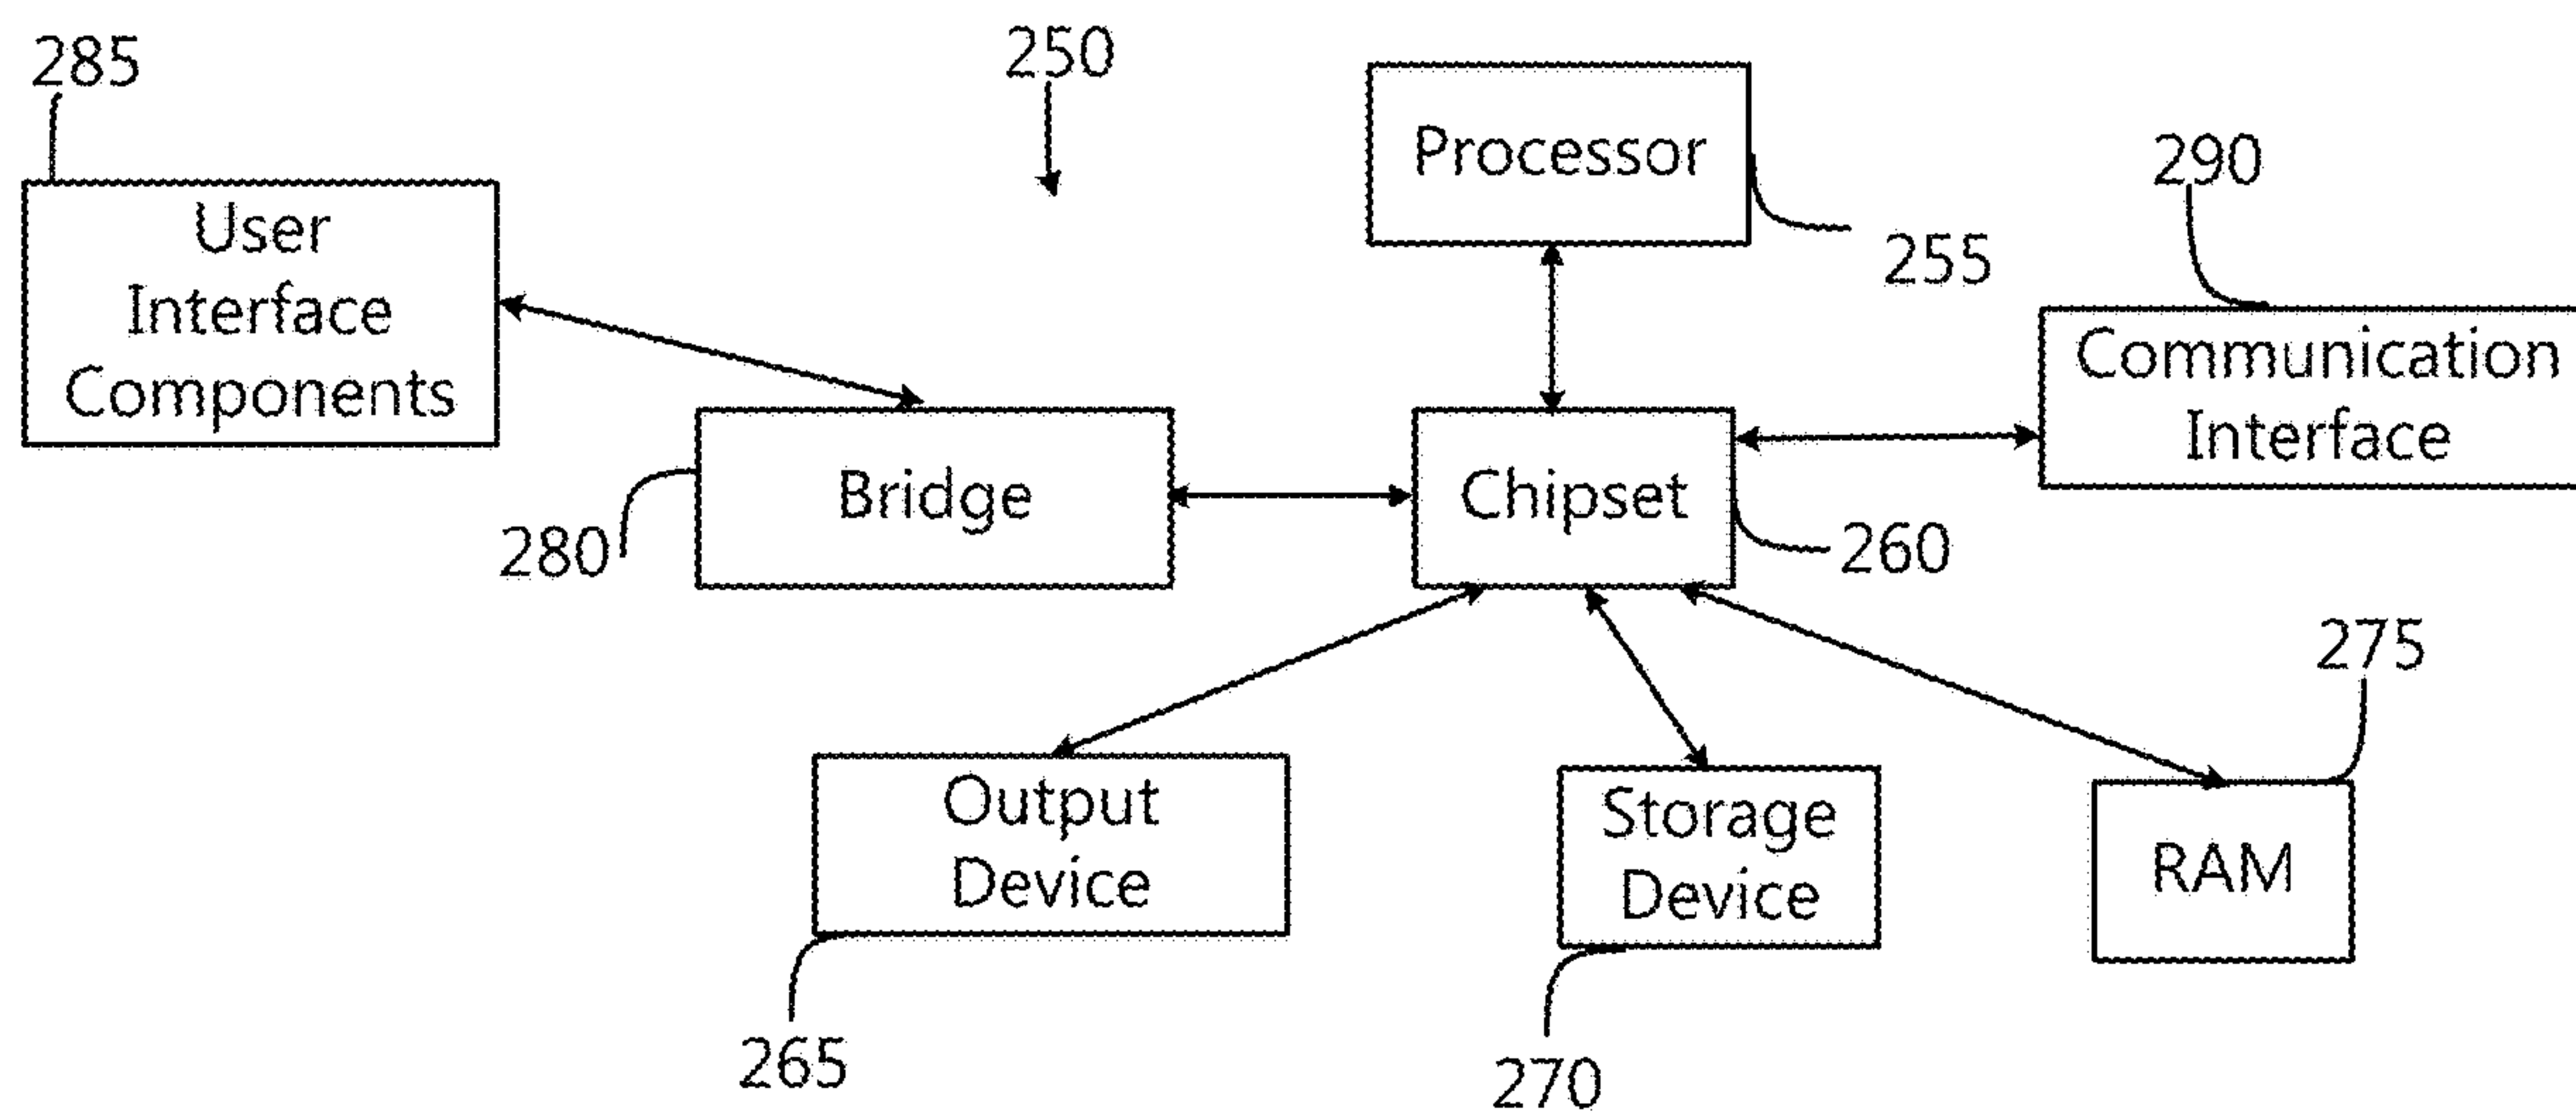 285
250
Processor
290
User
Interface
Components
255
Communication
Interface
Bridge
Chipset
280
260
275
Output
Device
Storage
Device
RAM
265
270